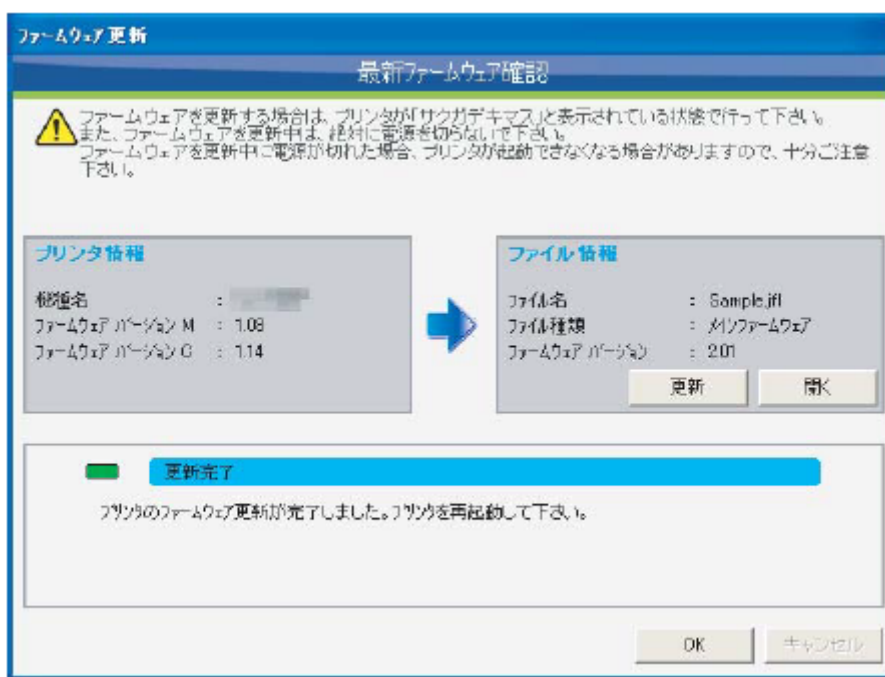 ファームウェア更新
最新ファームウェア確認
ファームウェアを更新する場合は、プリンタが「サクガデキマス」と表示されている状態で行って下さい。
また、ファームウェアを更新中は、絶対に電源を切らないで下さい。
ファームウェアを更新中に電源が切れた場合、プリンタが起動できなくなる場合がありますので、十分ご注意
下さい。
プリンタ情報
機種名 :
ファームウェア バージョン M : 1.08
ファームウェア バージョン G : 1.14
ファイル情報
ファイル名 : Sample.jfl
ファイル種類 : メインファームウェア
ファームウェア バージョン : 2.01
更新 開く
更新完了
プリンタのファームウェア更新が完了しました。プリンタを再起動して下さい。
OK キャンセル